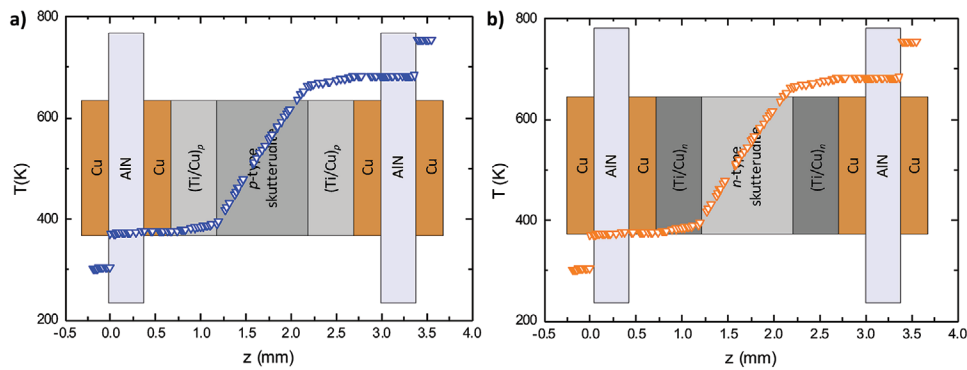 a)
800
600
400
200
T(K)
Cu
AlN
Cu
(Ti/Cu)p
p-type
skutterudite
(Ti/Cu)p
Cu
AlN
Cu
-0.5 0.0 0.5 1.0 1.5 2.0 2.5 3.0 3.5 4.0
z (mm)
b)
800
600
400
200
T (K)
Cu
AlN
Cu
(Ti/Cu)n
n-type
skutterudite
(Ti/Cu)n
Cu
AlN
Cu
-0.5 0.0 0.5 1.0 1.5 2.0 2.5 3.0 3.5 4.0
z (mm)